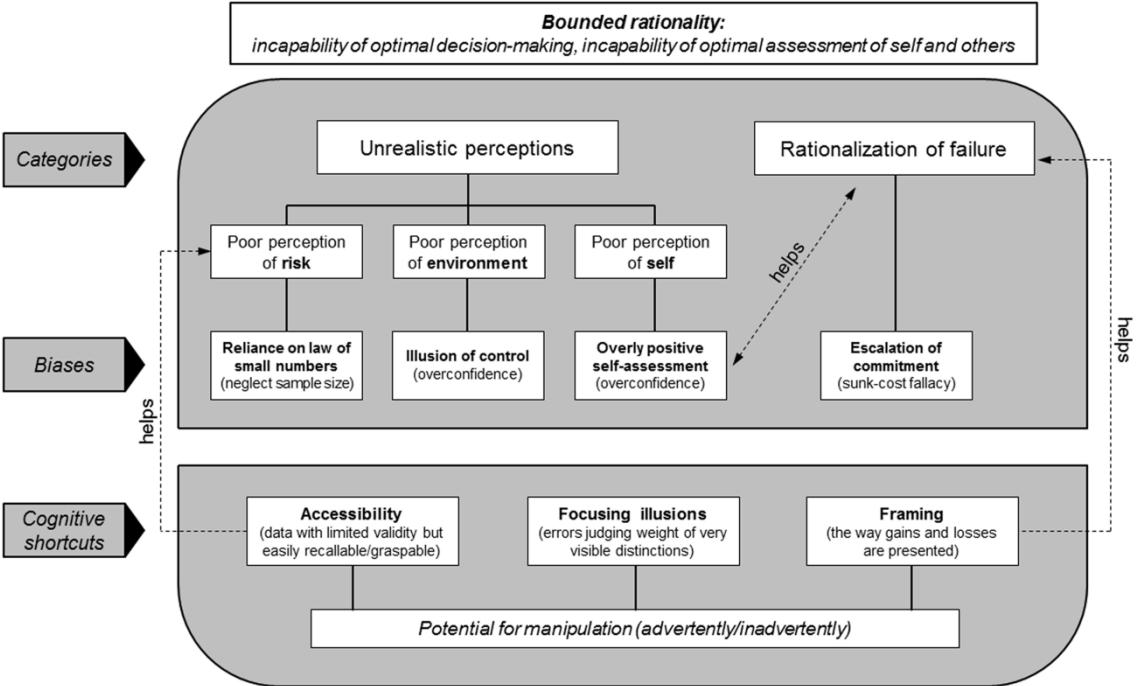 Bounded rationality:
incapability of optimal decision-making, incapability of optimal assessment of self and others
Categories
Unrealistic perceptions
Rationalization of failure
Poor perception
of risk
Poor perception
of environment
Poor perception
of self
helps
helps
Biases
Reliance on law of
small numbers
(neglect sample size)
Illusion of control
(overconfidence)
Overly positive
self-assessment
(overconfidence)
Escalation of
commitment
(sunk-cost fallacy)
helps
Cognitive
shortcuts
Accessibility
(data with limited validity but
easily recallable/graspable)
Focusing illusions
(errors judging weight of very
visible distinctions)
Framing
(the way gains and losses
are presented)
Potential for manipulation (advertently/inadvertently)